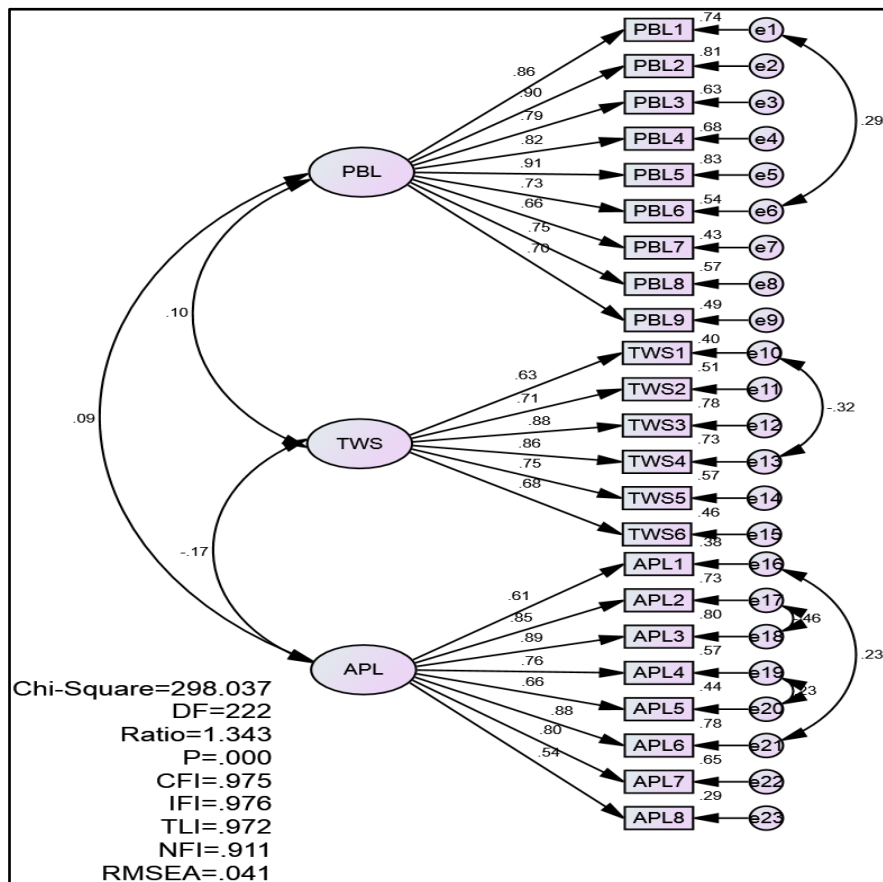 .74
PBL1
e1
.86
.81
PBL2
e2
.90
.63
PBL3
e3
.79
.68
PBL4
e4
.82
.83
PBL5
e5
.91
.54
PBL6
e6
.73
.43
PBL7
e7
.66
.57
PBL8
e8
.75
.49
PBL9
e9
.70
.29
PBL
.10
.09
.40
TWS1
e10
.63
.51
TWS2
e11
.71
.78
TWS3
e12
.88
.73
TWS4
e13
.86
.57
TWS5
e14
.75
.46
TWS6
e15
.68
-.32
TWS
-.17
.38
APL1
e16
.61
.73
APL2
e17
.85
.80
APL3
e18
.89
.57
APL4
e19
.76
.44
APL5
e20
.66
.78
APL6
e21
.88
.65
APL7
e22
.80
.29
APL8
e23
.54
.46
.23
.23
APL
Chi-Square=298.037
DF=222
Ratio=1.343
P=.000
CFI=.975
IFI=.976
TLI=.972
NFI=.911
RMSEA=.041